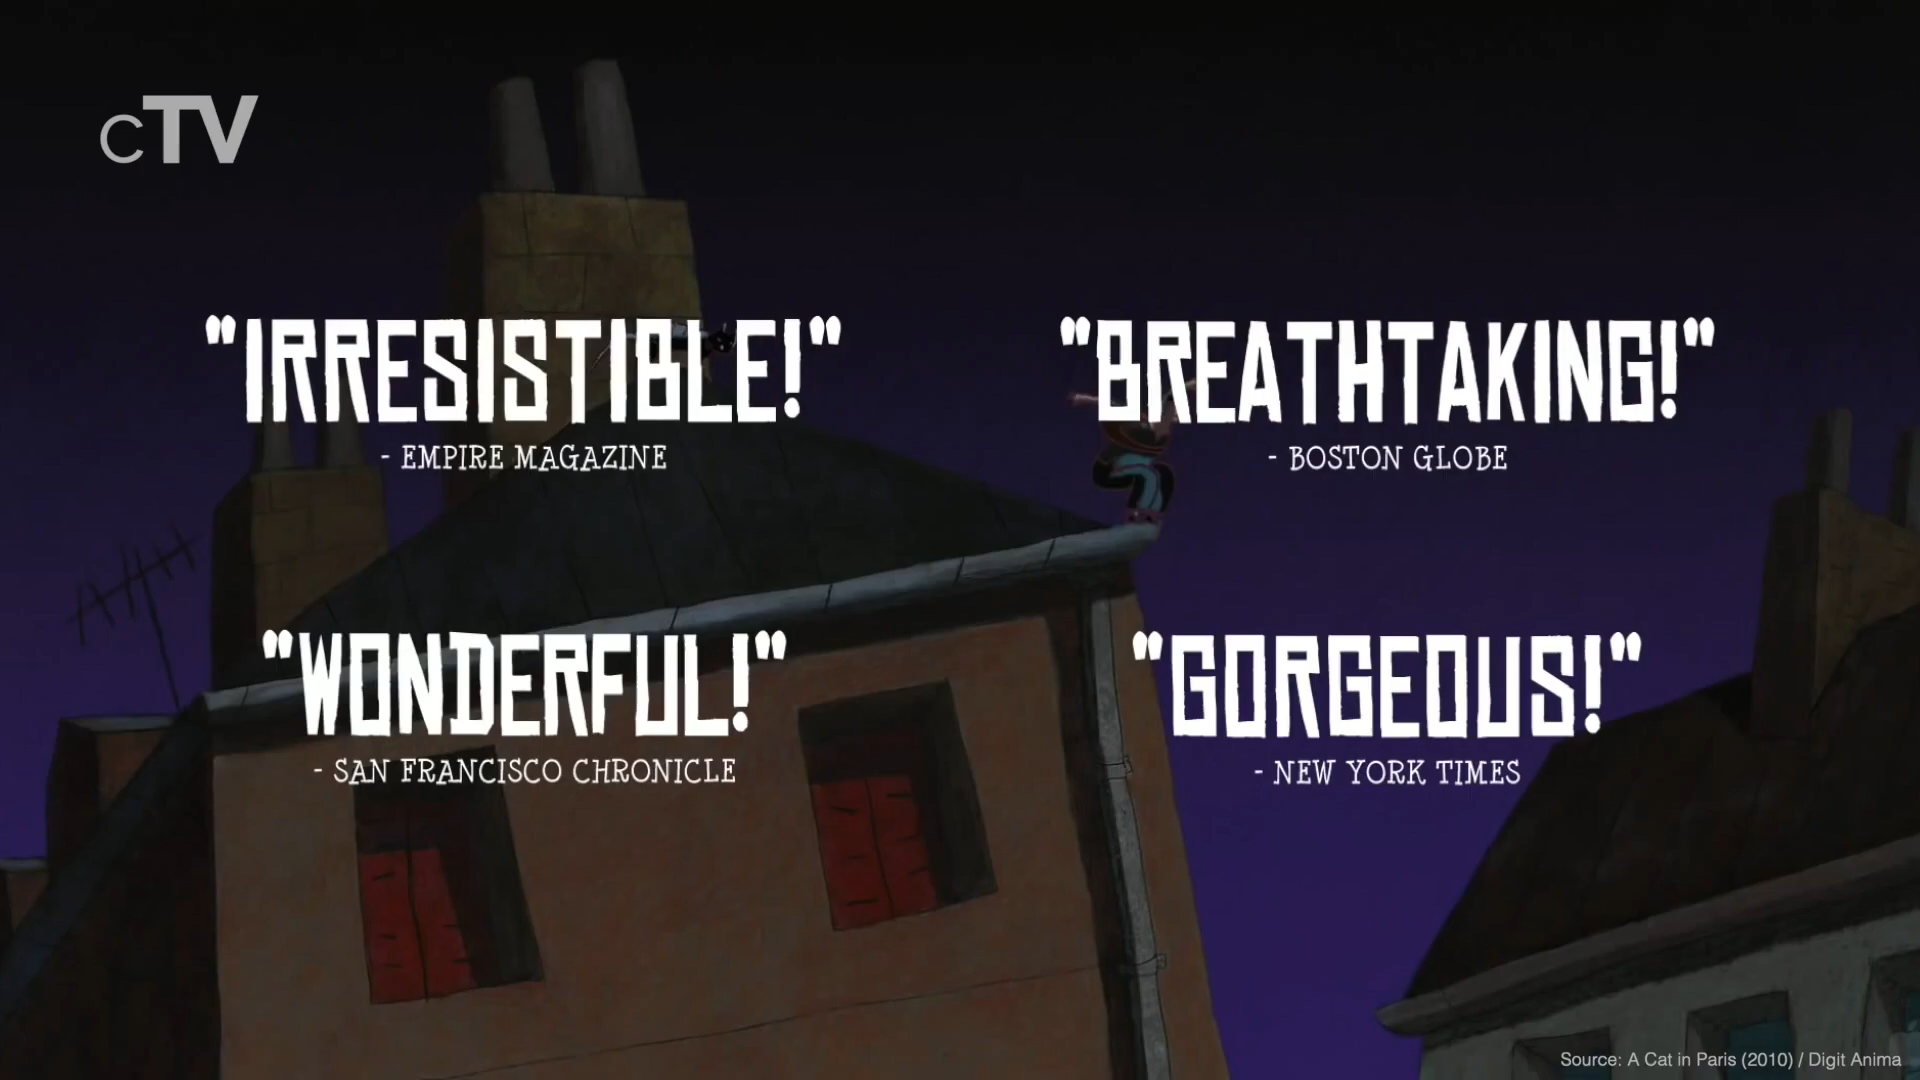 cTV
"IRRESISTIBLE!"
- EMPIRE MAGAZINE
"BREATHTAKING!"
- BOSTON GLOBE
"WONDERFUL!"
- SAN FRANCISCO CHRONICLE
"GORGEOUS!"
- NEW YORK TIMES
Source: A Cat in Paris (2010) / Digit Anima